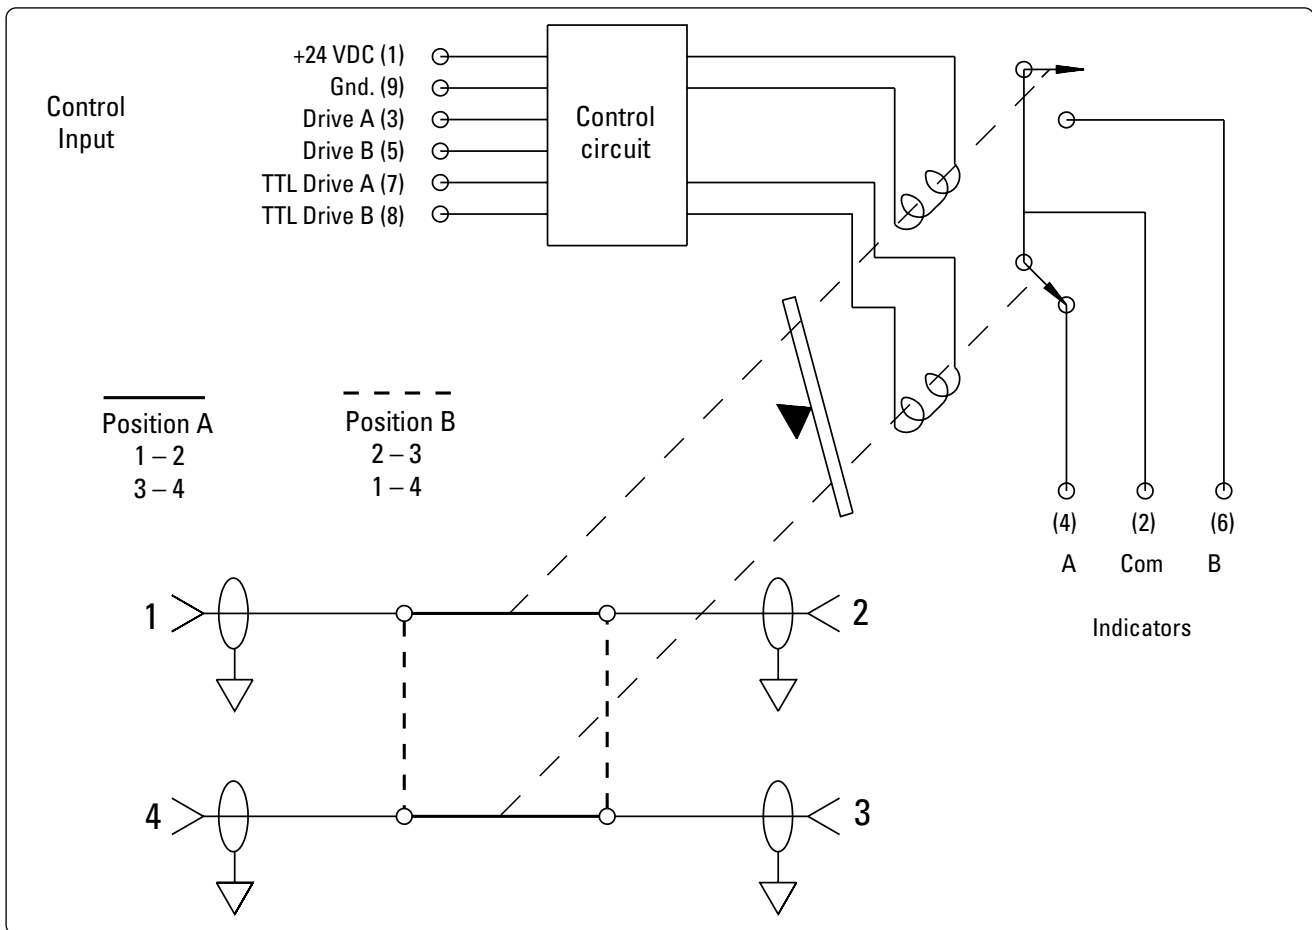 Control
Input
+24 VDC (1)
Gnd. (9)
Drive A (3)
Drive B (5)
TTL Drive A (7)
TTL Drive B (8)
Control
circuit
Position A
1 – 2
3 – 4
Position B
2 – 3
1 – 4
(4)
(2)
(6)
A
Com
B
Indicators
1
2
4
3